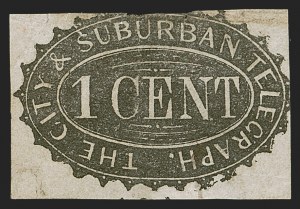 THE CITY & SUBURBAN TELEGRAPH.
1 CENT